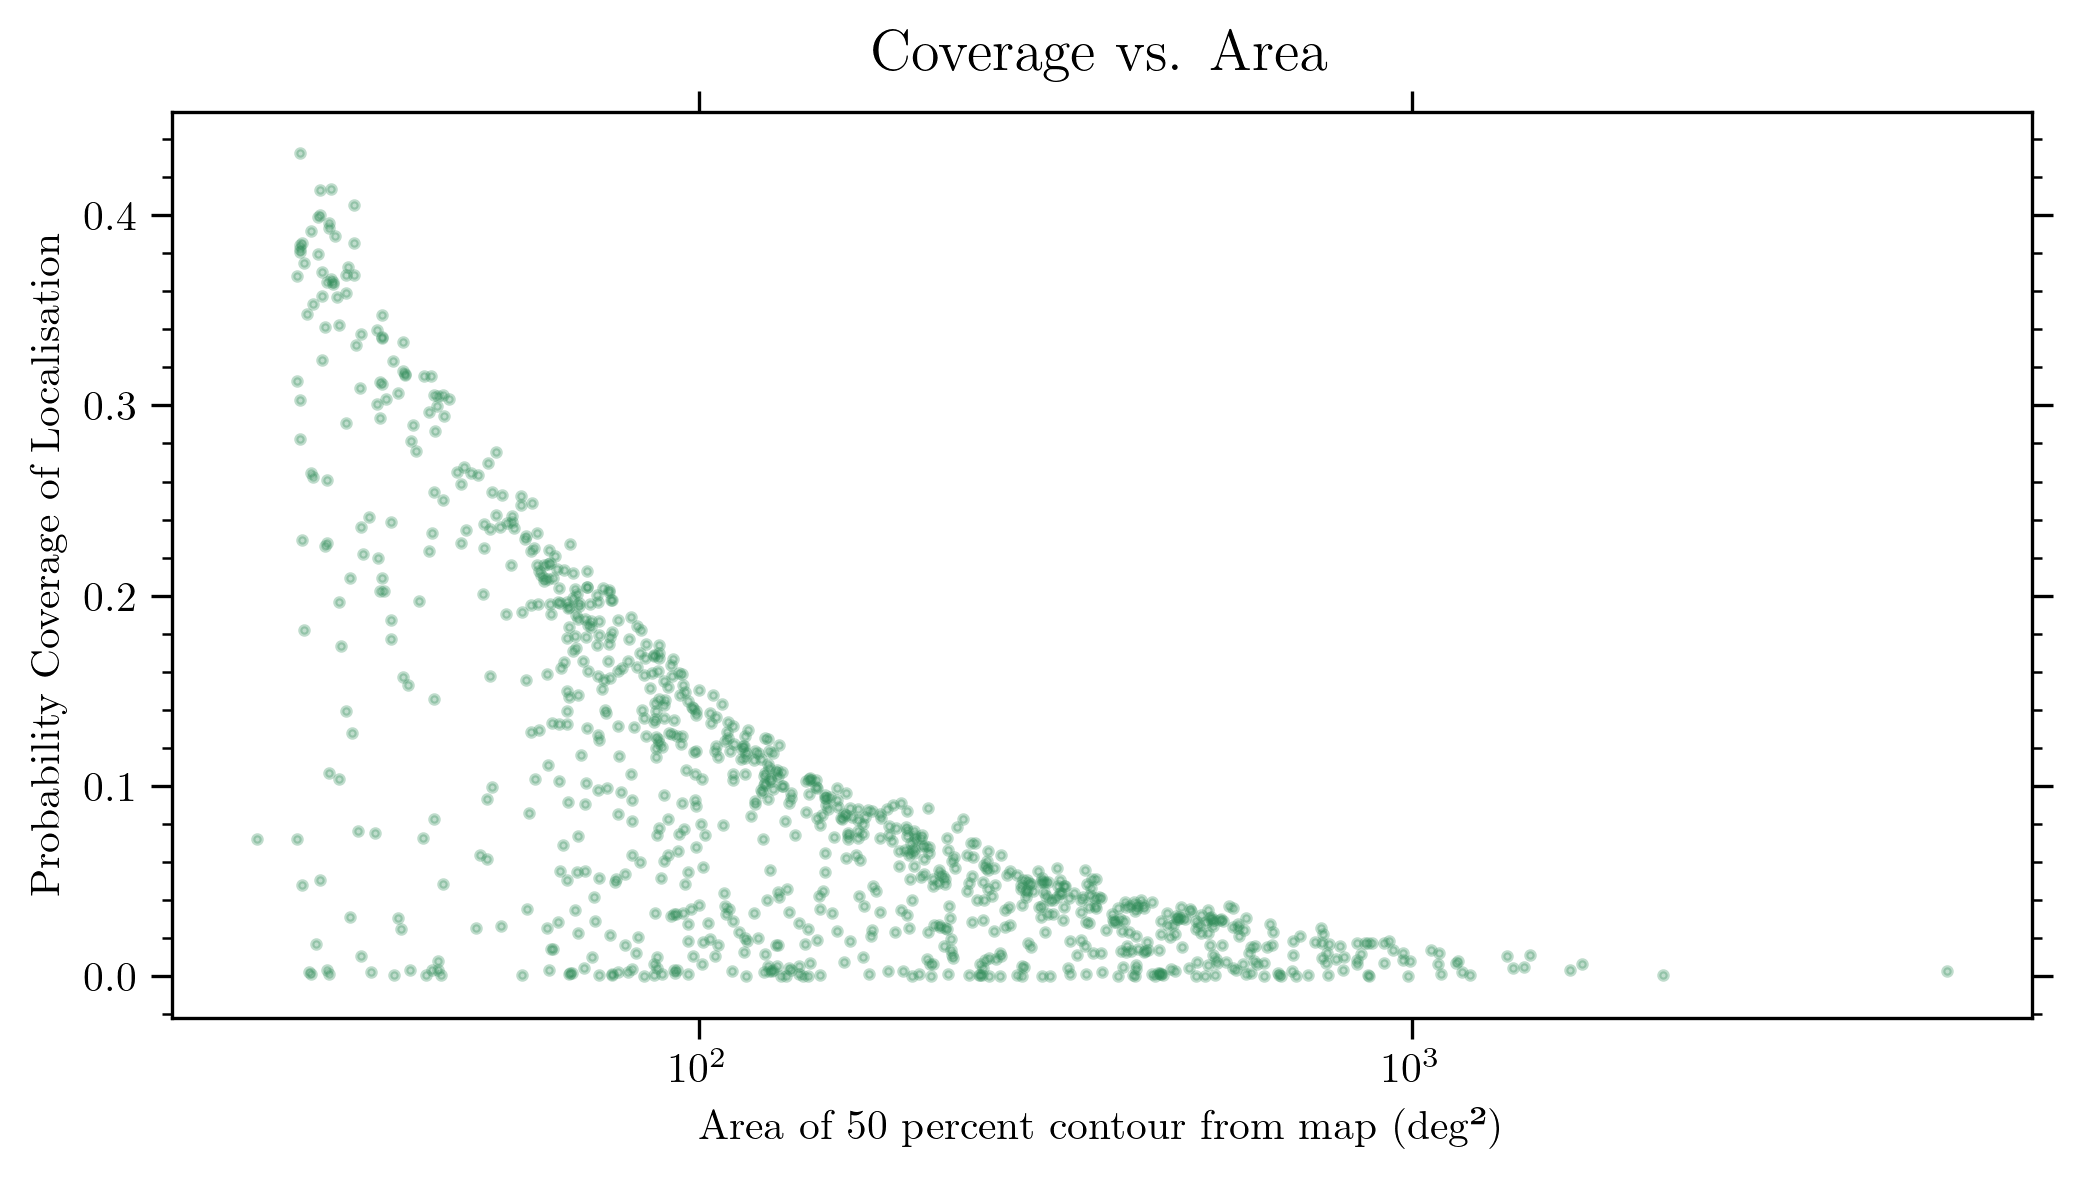 Coverage vs. Area
Probability Coverage of Localisation
0.4
0.3
0.2
0.1
0.0
10²
10³
Area of 50 percent contour from map (deg²)